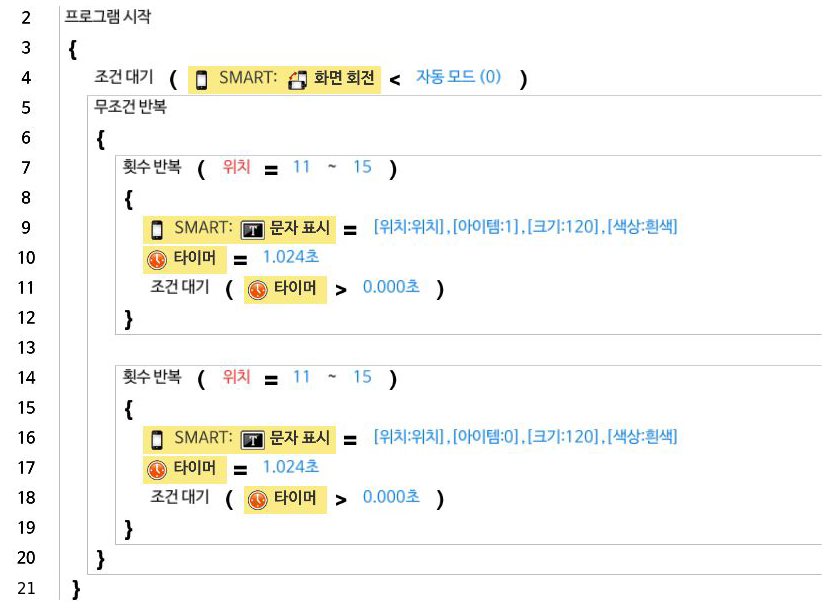 2 프로그램 시작
3 {
4 조건 대기 ( SMART: 화면 회전 < 자동 모드 (0) )
5 무조건 반복
6 {
7 횟수 반복 ( 위치 = 11 ~ 15 )
8 {
9 SMART: 문자 표시 = [위치:위치],[아이템:1],[크기:120],[색상:흰색]
10 타이머 = 1.024초
11 조건 대기 ( 타이머 > 0.000초 )
12 }
13
14 횟수 반복 ( 위치 = 11 ~ 15 )
15 {
16 SMART: 문자 표시 = [위치:위치],[아이템:0],[크기:120],[색상:흰색]
17 타이머 = 1.024초
18 조건 대기 ( 타이머 > 0.000초 )
19 }
20 }
21 }